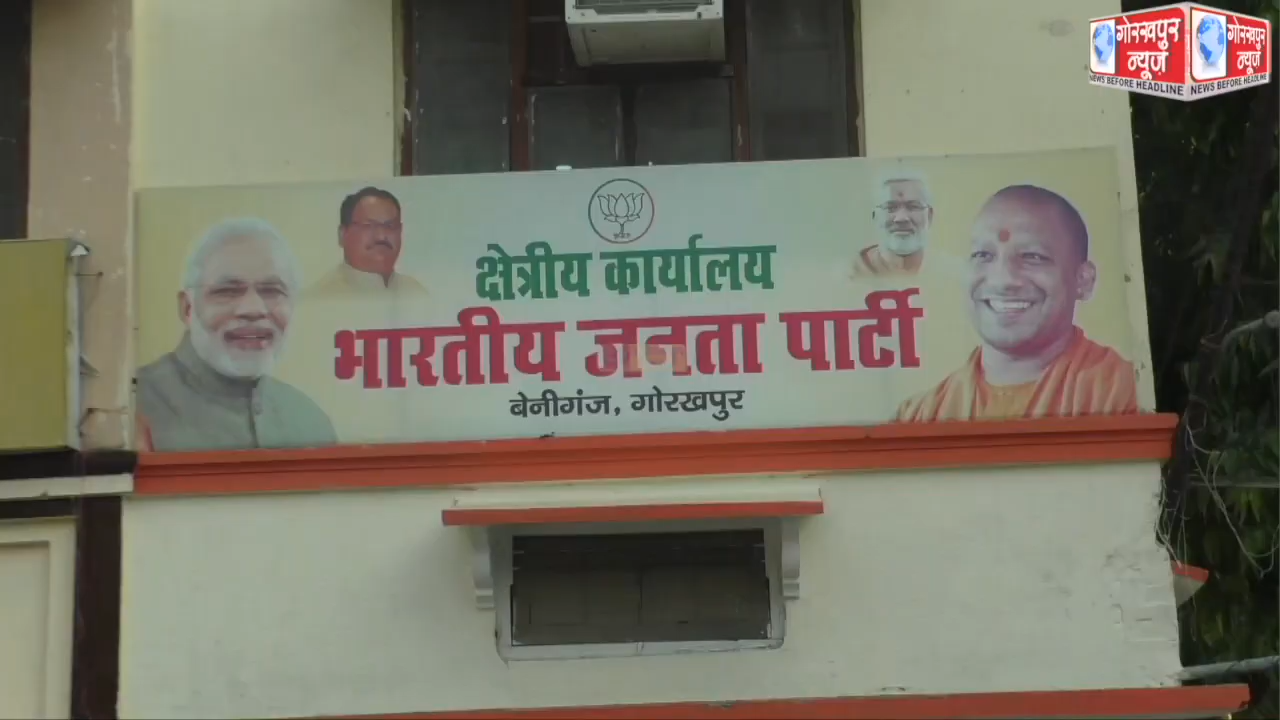 गोरखपुर
न्यूज़
NEWS BEFORE HEADLINE
गोरखपुर
न्यूज़
NEWS BEFORE HEADLINE
क्षेत्रीय कार्यालय
भारतीय जनता पार्टी
बेनीगंज, गोरखपुर